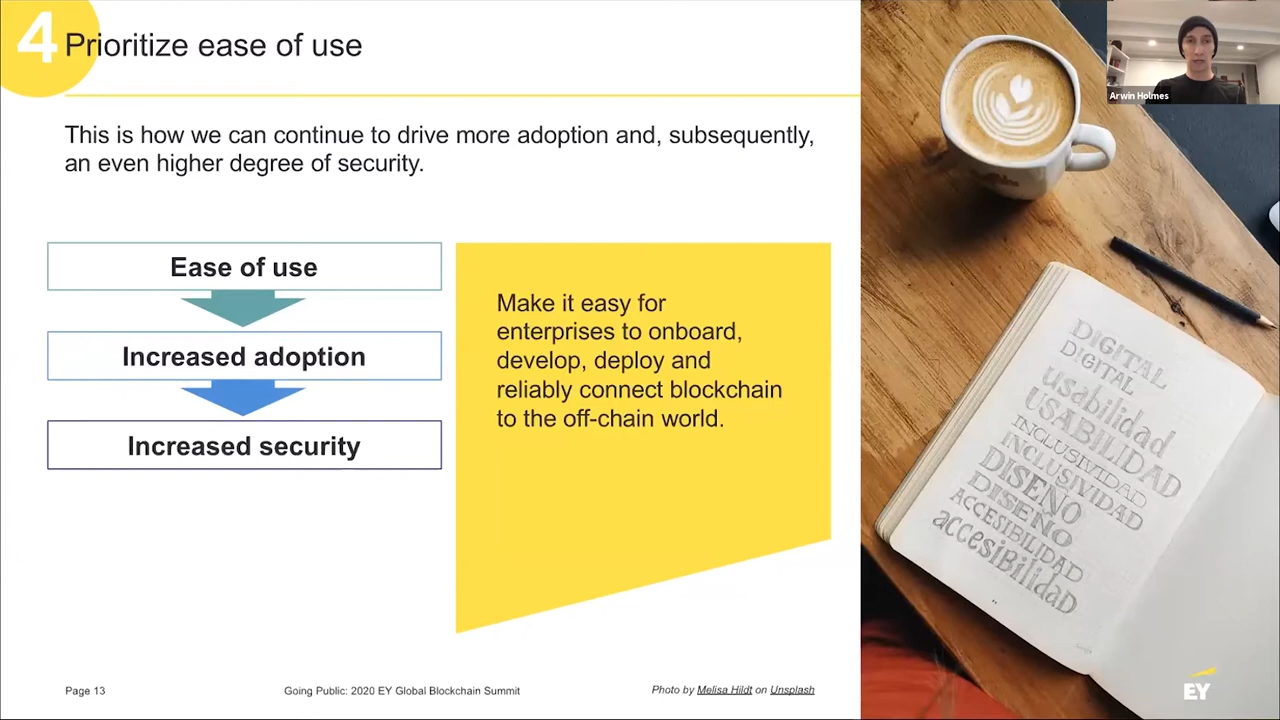 4 Prioritize ease of use
Arwin Holmes
This is how we can continue to drive more adoption and, subsequently,
an even higher degree of security.
Ease of use
Increased adoption
Increased security
Make it easy for
enterprises to onboard,
develop, deploy and
reliably connect blockchain
to the off-chain world.
DIGITAL
DIGITAL
usabilidad
USABILIDAD
INCLUSIVIDAD
INCLUSIVIDAD
DISEÑO
DISEÑO
ACCESIBILIDAD
accesibilidad
Page 13
Going Public: 2020 EY Global Blockchain Summit
Photo by Melisa Hildt on Unsplash
EY